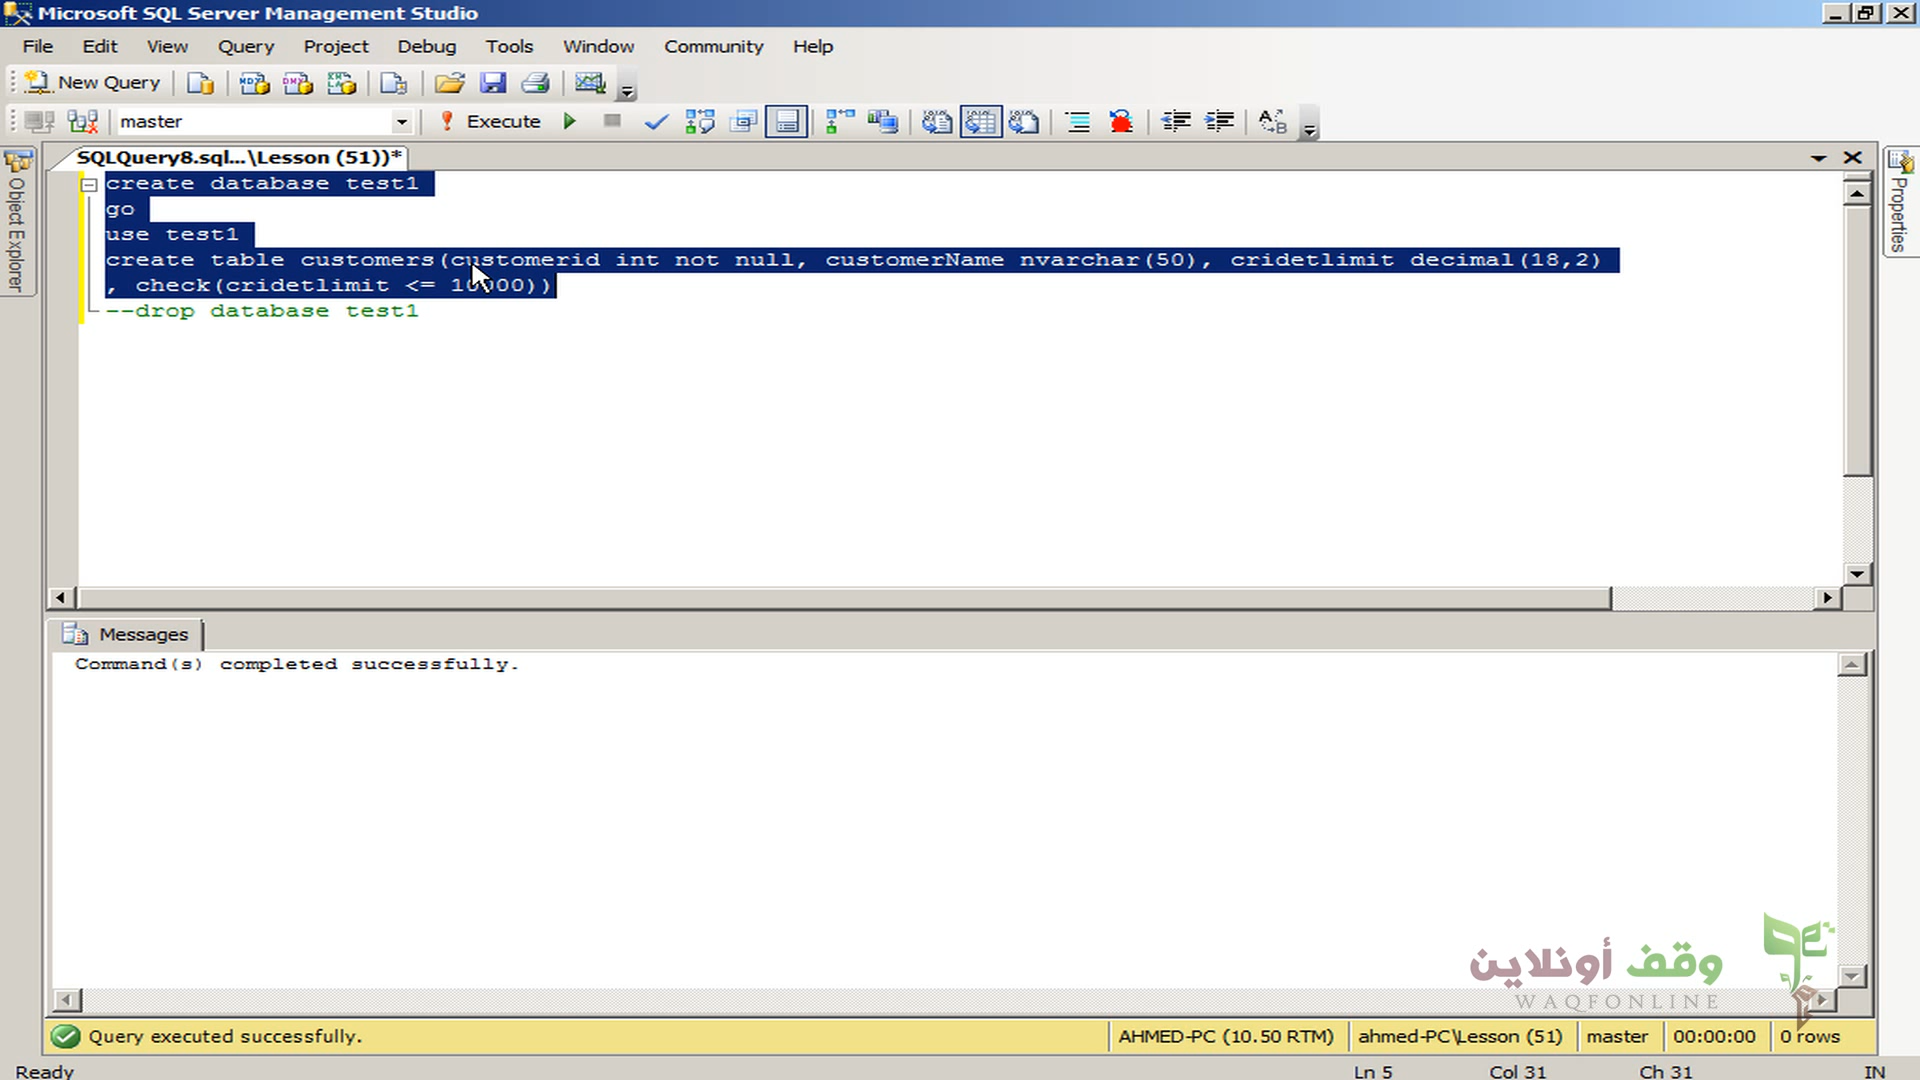 Microsoft SQL Server Management Studio
File Edit View Query Project Debug Tools Window Community Help
New Query
master Execute
SQLQuery8.sql...\Lesson (51))*
Object Explorer
Properties
create database test1
go
use test1
create table customers(customerid int not null, customerName nvarchar(50), cridetlimit decimal(18,2)
, check(cridetlimit <= 10000))
--drop database test1
Messages
Command(s) completed successfully.
وقف أونلاين
WAQFONLINE
Query executed successfully. AHMED-PC (10.50 RTM) ahmed-PC\Lesson (51) master 00:00:00 0 rows
Ready Ln 5 Col 31 Ch 31 IN